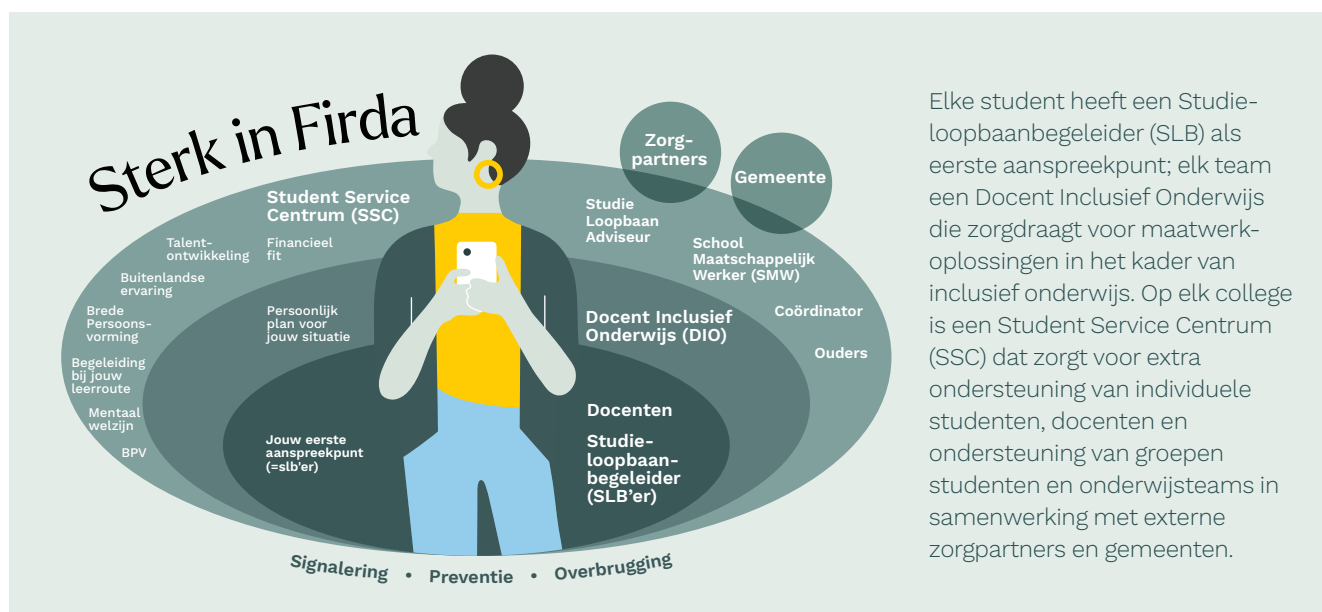 Sterk in Firda
Student Service
Centrum (SSC)
Talent-
ontwikkeling
Financieel
fit
Buitenlandse
ervaring
Brede
Persoons-
vorming
Begeleiding
bij jouw
leerroute
Mentaal
welzijn
BPV
Persoonlijk
plan voor
jouw situatie
Jouw eerste
aanspreekpunt
(=slb'er)
Zorg-
partners
Gemeente
Studie
Loopbaan
Adviseur
School
Maatschappelijk
Werker (SMW)
Coördinator
Ouders
Docent Inclusief
Onderwijs (DIO)
Docenten
Studie-
loopbaan-
begeleider
(SLB’er)
Signalering • Preventie • Overbrugging
Elke student heeft een Studie-
loopbaanbegeleider (SLB) als
eerste aanspreekpunt; elk team
een Docent Inclusief Onderwijs
die zorgdraagt voor maatwerk-
oplossingen in het kader van
inclusief onderwijs. Op elk college
is een Student Service Centrum
(SSC) dat zorgt voor extra
ondersteuning van individuele
studenten, docenten en
ondersteuning van groepen
studenten en onderwijsteams in
samenwerking met externe
zorgpartners en gemeenten.